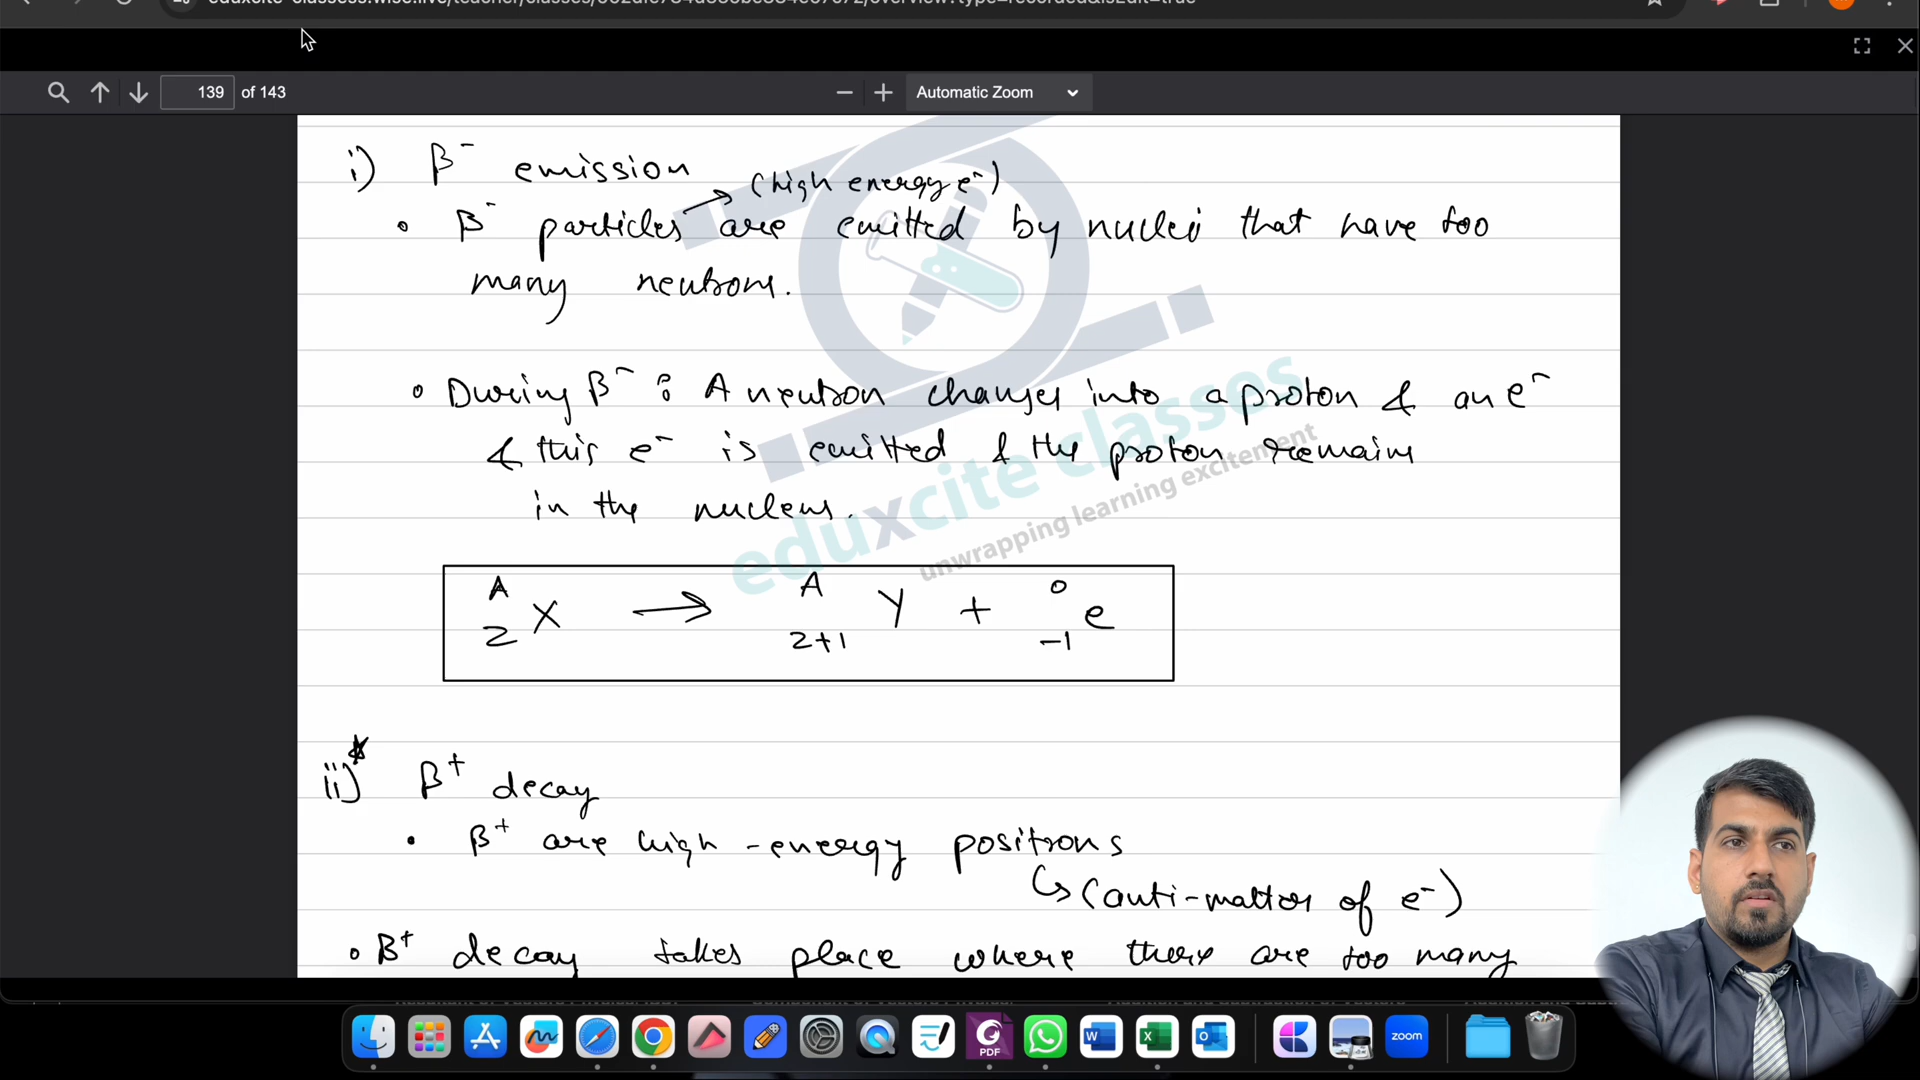 139 of 143
Automatic Zoom
i) β⁻ emission
(high energy e⁻)
• β⁻ particles → are emitted by nuclei that have too
many neutrons.
• During β⁻ : A neutron changes into a proton & an e⁻
& this e⁻ is emitted & the proton remains
in the nucleus.
eduxcite classes
unwrapping learning excitement
A A 0
X → Y + e
Z Z+1 -1
ii)* β⁺ decay
• β⁺ are high-energy positrons
↳ (anti-matter of e⁻)
• β⁺ decay takes place where there are too many
PDF
zoom